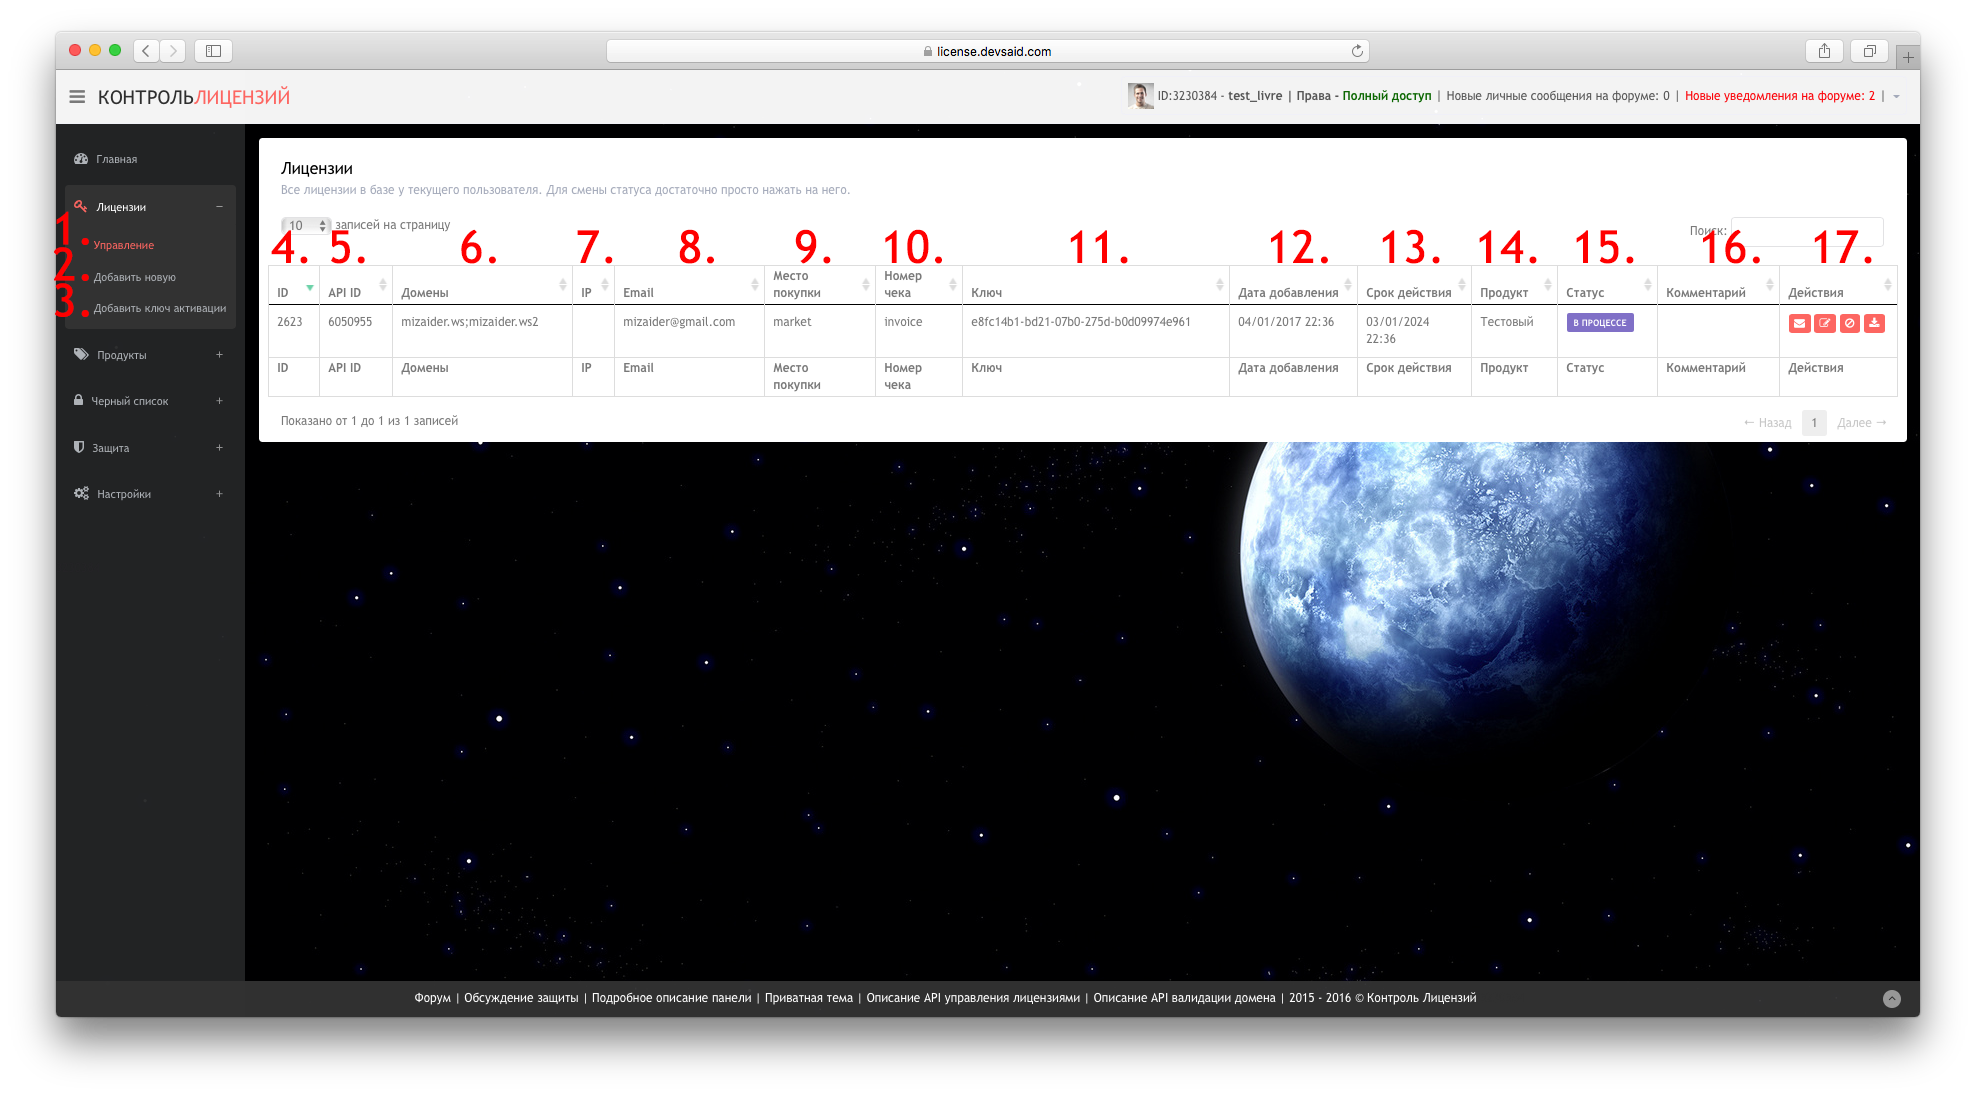 license.devsaid.com
КОНТРОЛЬЛИЦЕНЗИЙ
ID:3230384 - test_livre | Права - Полный доступ | Новые личные сообщения на форуме: 0 | Новые уведомления на форуме: 2 |
Главная
Лицензии
1
Управление
2
Добавить новую
3
Добавить ключ активации
Продукты
Черный список
Защита
Настройки
Лицензии
Все лицензии в базе у текущего пользователя. Для смены статуса достаточно просто нажать на него.
10 записей на страницу
Поиск:
4. 5. 6. 7. 8. 9. 10. 11. 12. 13. 14. 15. 16. 17.
ID API ID Домены IP Email Место покупки Номер чека Ключ Дата добавления Срок действия Продукт Статус Комментарий Действия
2623 6050955 mizaider.ws;mizaider.ws2 mizaider@gmail.com market invoice e8fc14b1-bd21-07b0-275d-b0d09974e961 04/01/2017 22:36 03/01/2024 22:36 Тестовый В ПРОЦЕССЕ
ID API ID Домены IP Email Место покупки Номер чека Ключ Дата добавления Срок действия Продукт Статус Комментарий Действия
Показано от 1 до 1 из 1 записей
← Назад 1 Далее →
Форум | Обсуждение защиты | Подробное описание панели | Приватная тема | Описание API управления лицензиями | Описание API валидации домена | 2015 - 2016 © Контроль Лицензий